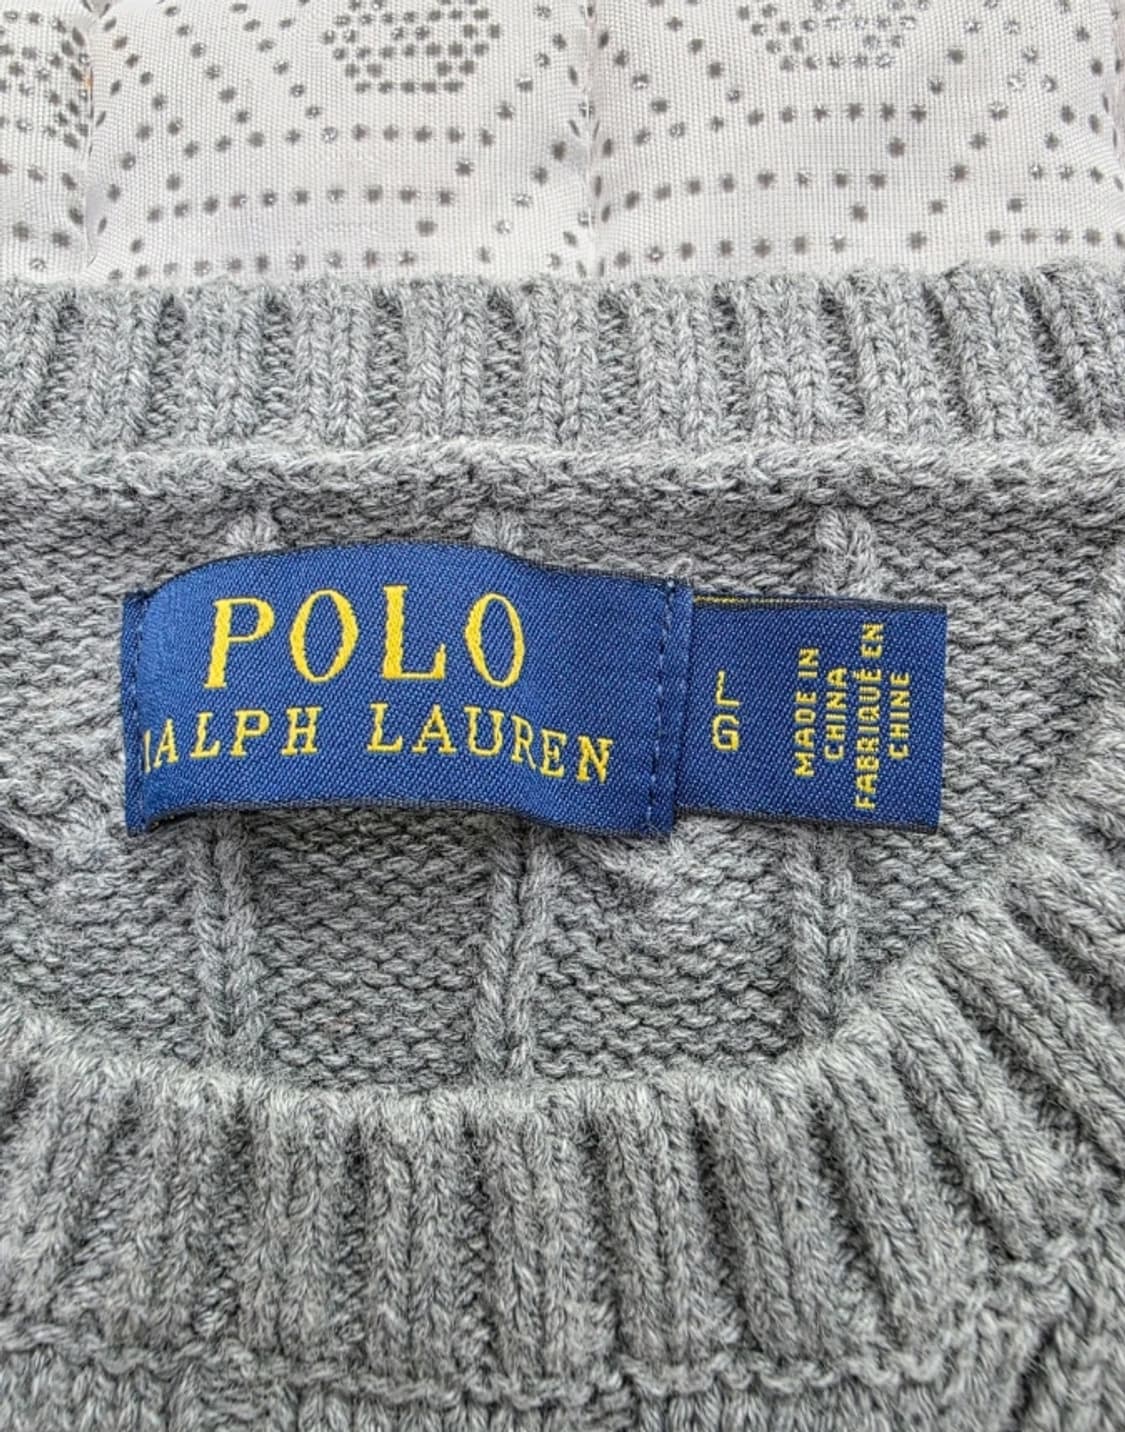 POLO
RALPH LAUREN
L
G
MADE IN
CHINA
FABRIQUÉ EN
CHINE